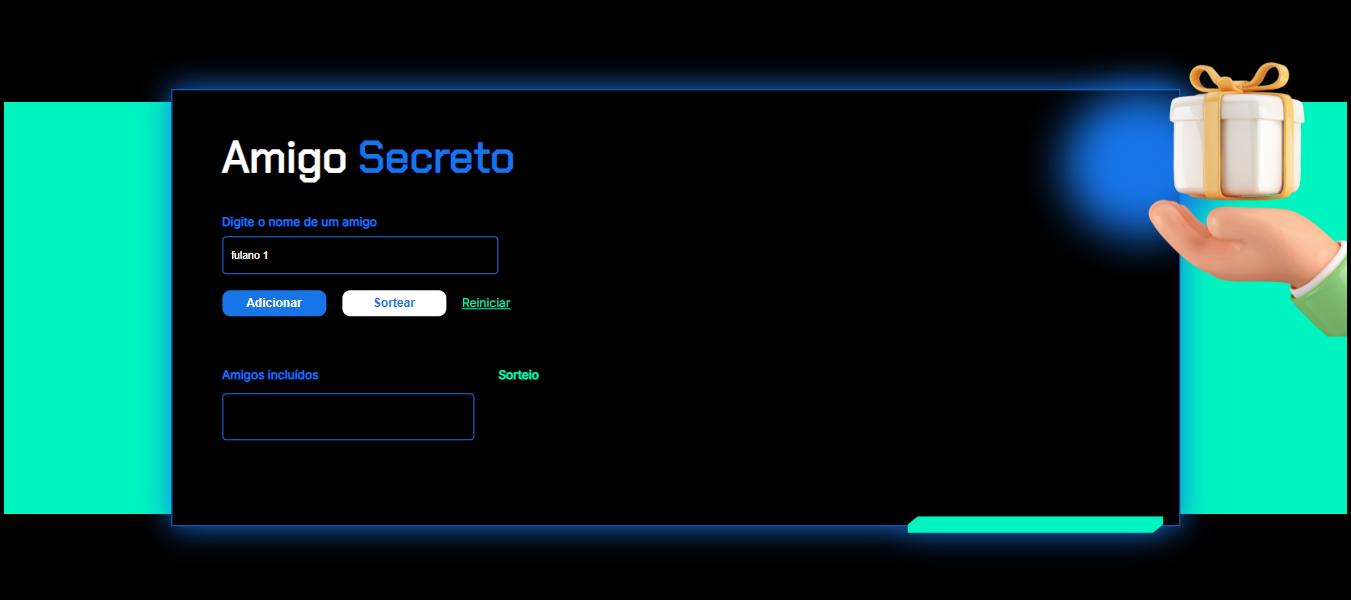 Amigo Secreto
Digite o nome de um amigo
fulano 1
Adicionar Sortear Reiniciar
Amigos incluídos Sorteio